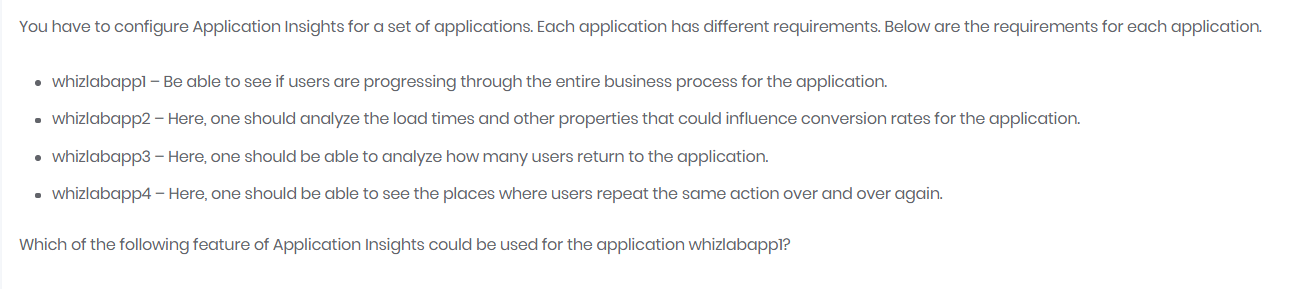 You have to configure Application Insights for a set of applications. Each application has different requirements. Below are the requirements for each application.
• whizlabapp1 – Be able to see if users are progressing through the entire business process for the application.
• whizlabapp2 – Here, one should analyze the load times and other properties that could influence conversion rates for the application.
• whizlabapp3 – Here, one should be able to analyze how many users return to the application.
• whizlabapp4 – Here, one should be able to see the places where users repeat the same action over and over again.
Which of the following feature of Application Insights could be used for the application whizlabapp1?